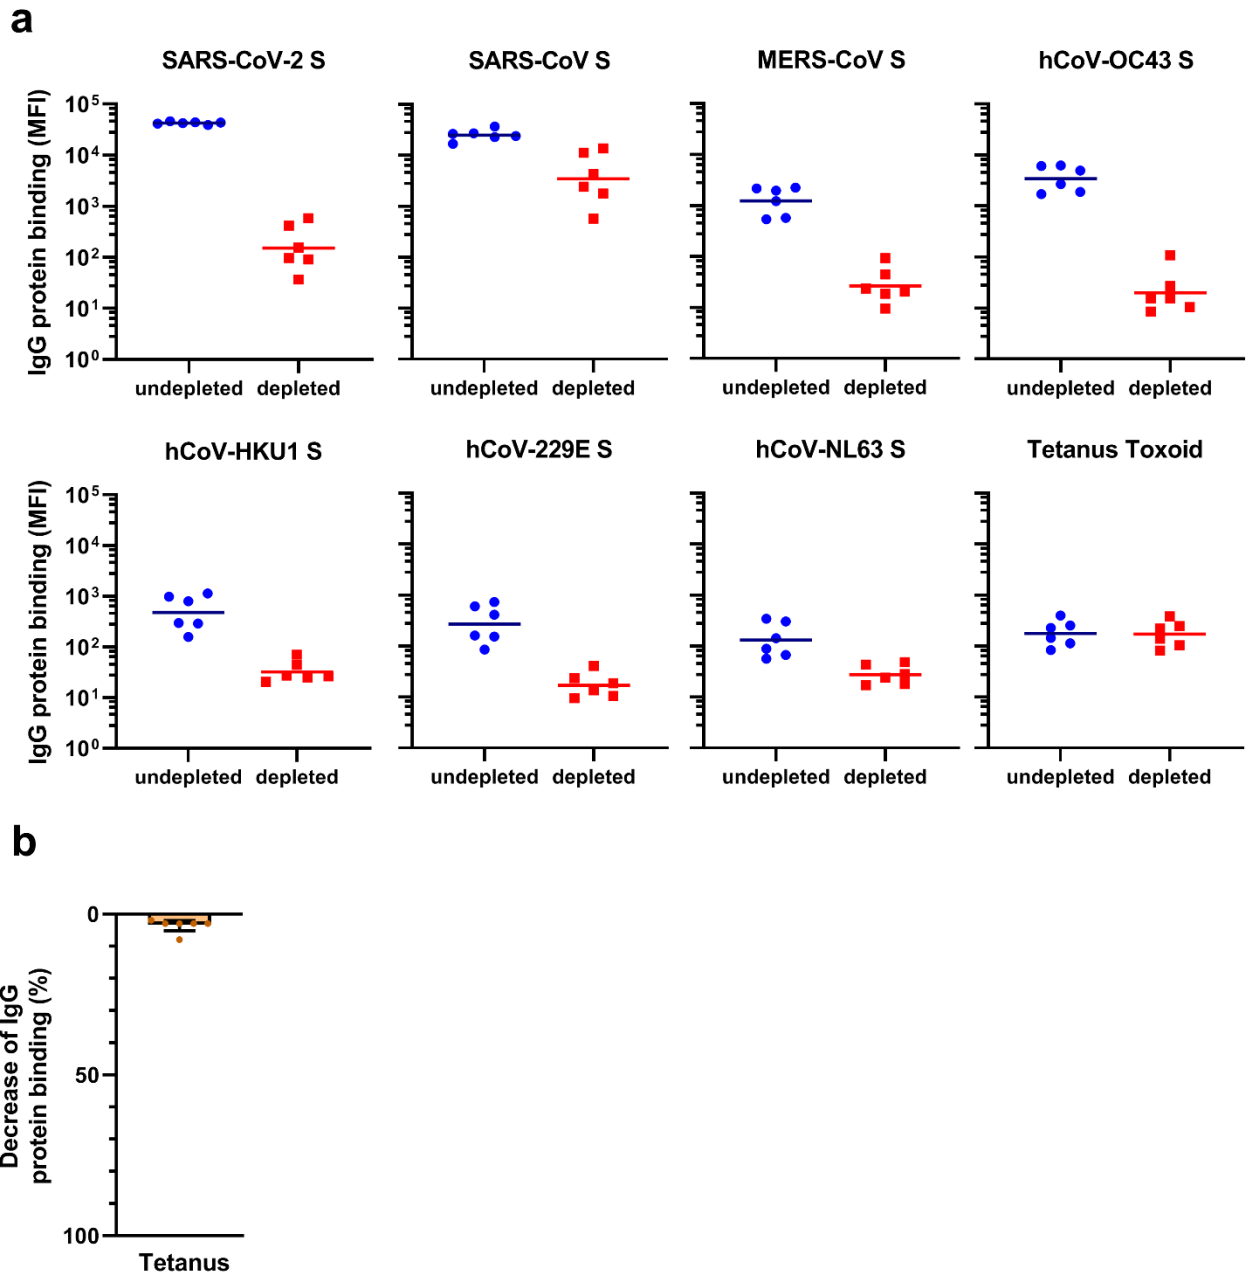 a
SARS-CoV-2 S
SARS-CoV S
MERS-CoV S
hCoV-OC43 S
IgG protein binding (MFI)
10⁵
10⁴
10³
10²
10¹
10⁰
undepleted depleted
undepleted depleted
undepleted depleted
undepleted depleted
hCoV-HKU1 S
hCoV-229E S
hCoV-NL63 S
Tetanus Toxoid
IgG protein binding (MFI)
10⁵
10⁴
10³
10²
10¹
10⁰
undepleted depleted
undepleted depleted
undepleted depleted
undepleted depleted
b
Decrease of IgG
protein binding (%)
0
50
100
Tetanus